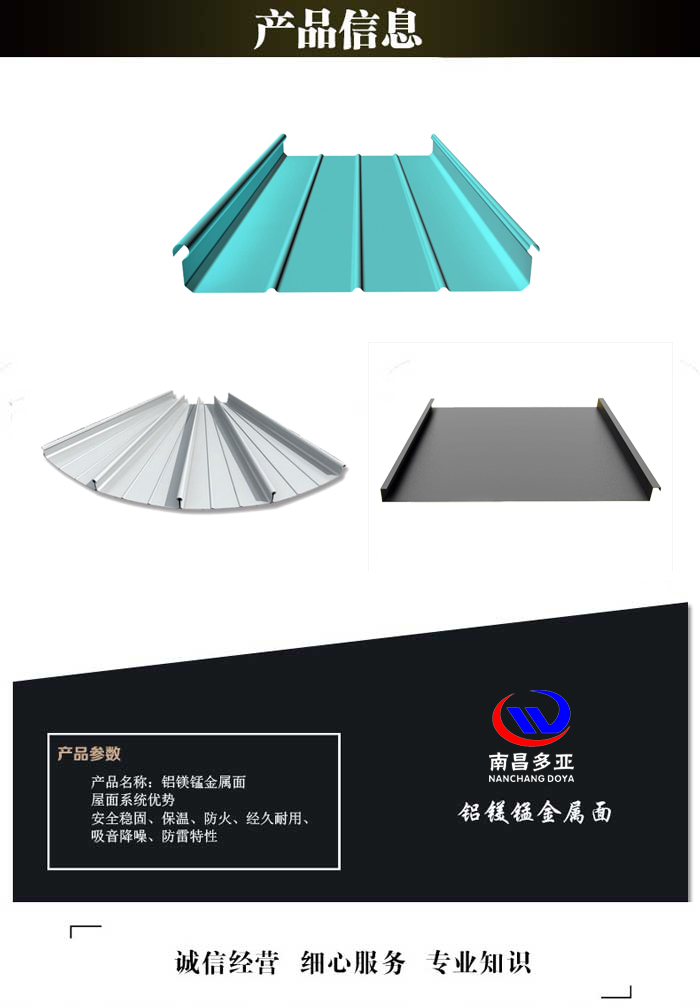 产品信息
产品参数
产品名称：铝镁锰金属面
屋面系统优势
安全稳固、保温、防火、经久耐用、
吸音降噪、防雷特性
南昌多亚
NANCHANG DOYA
铝镁锰金属面
诚信经营 细心服务 专业知识